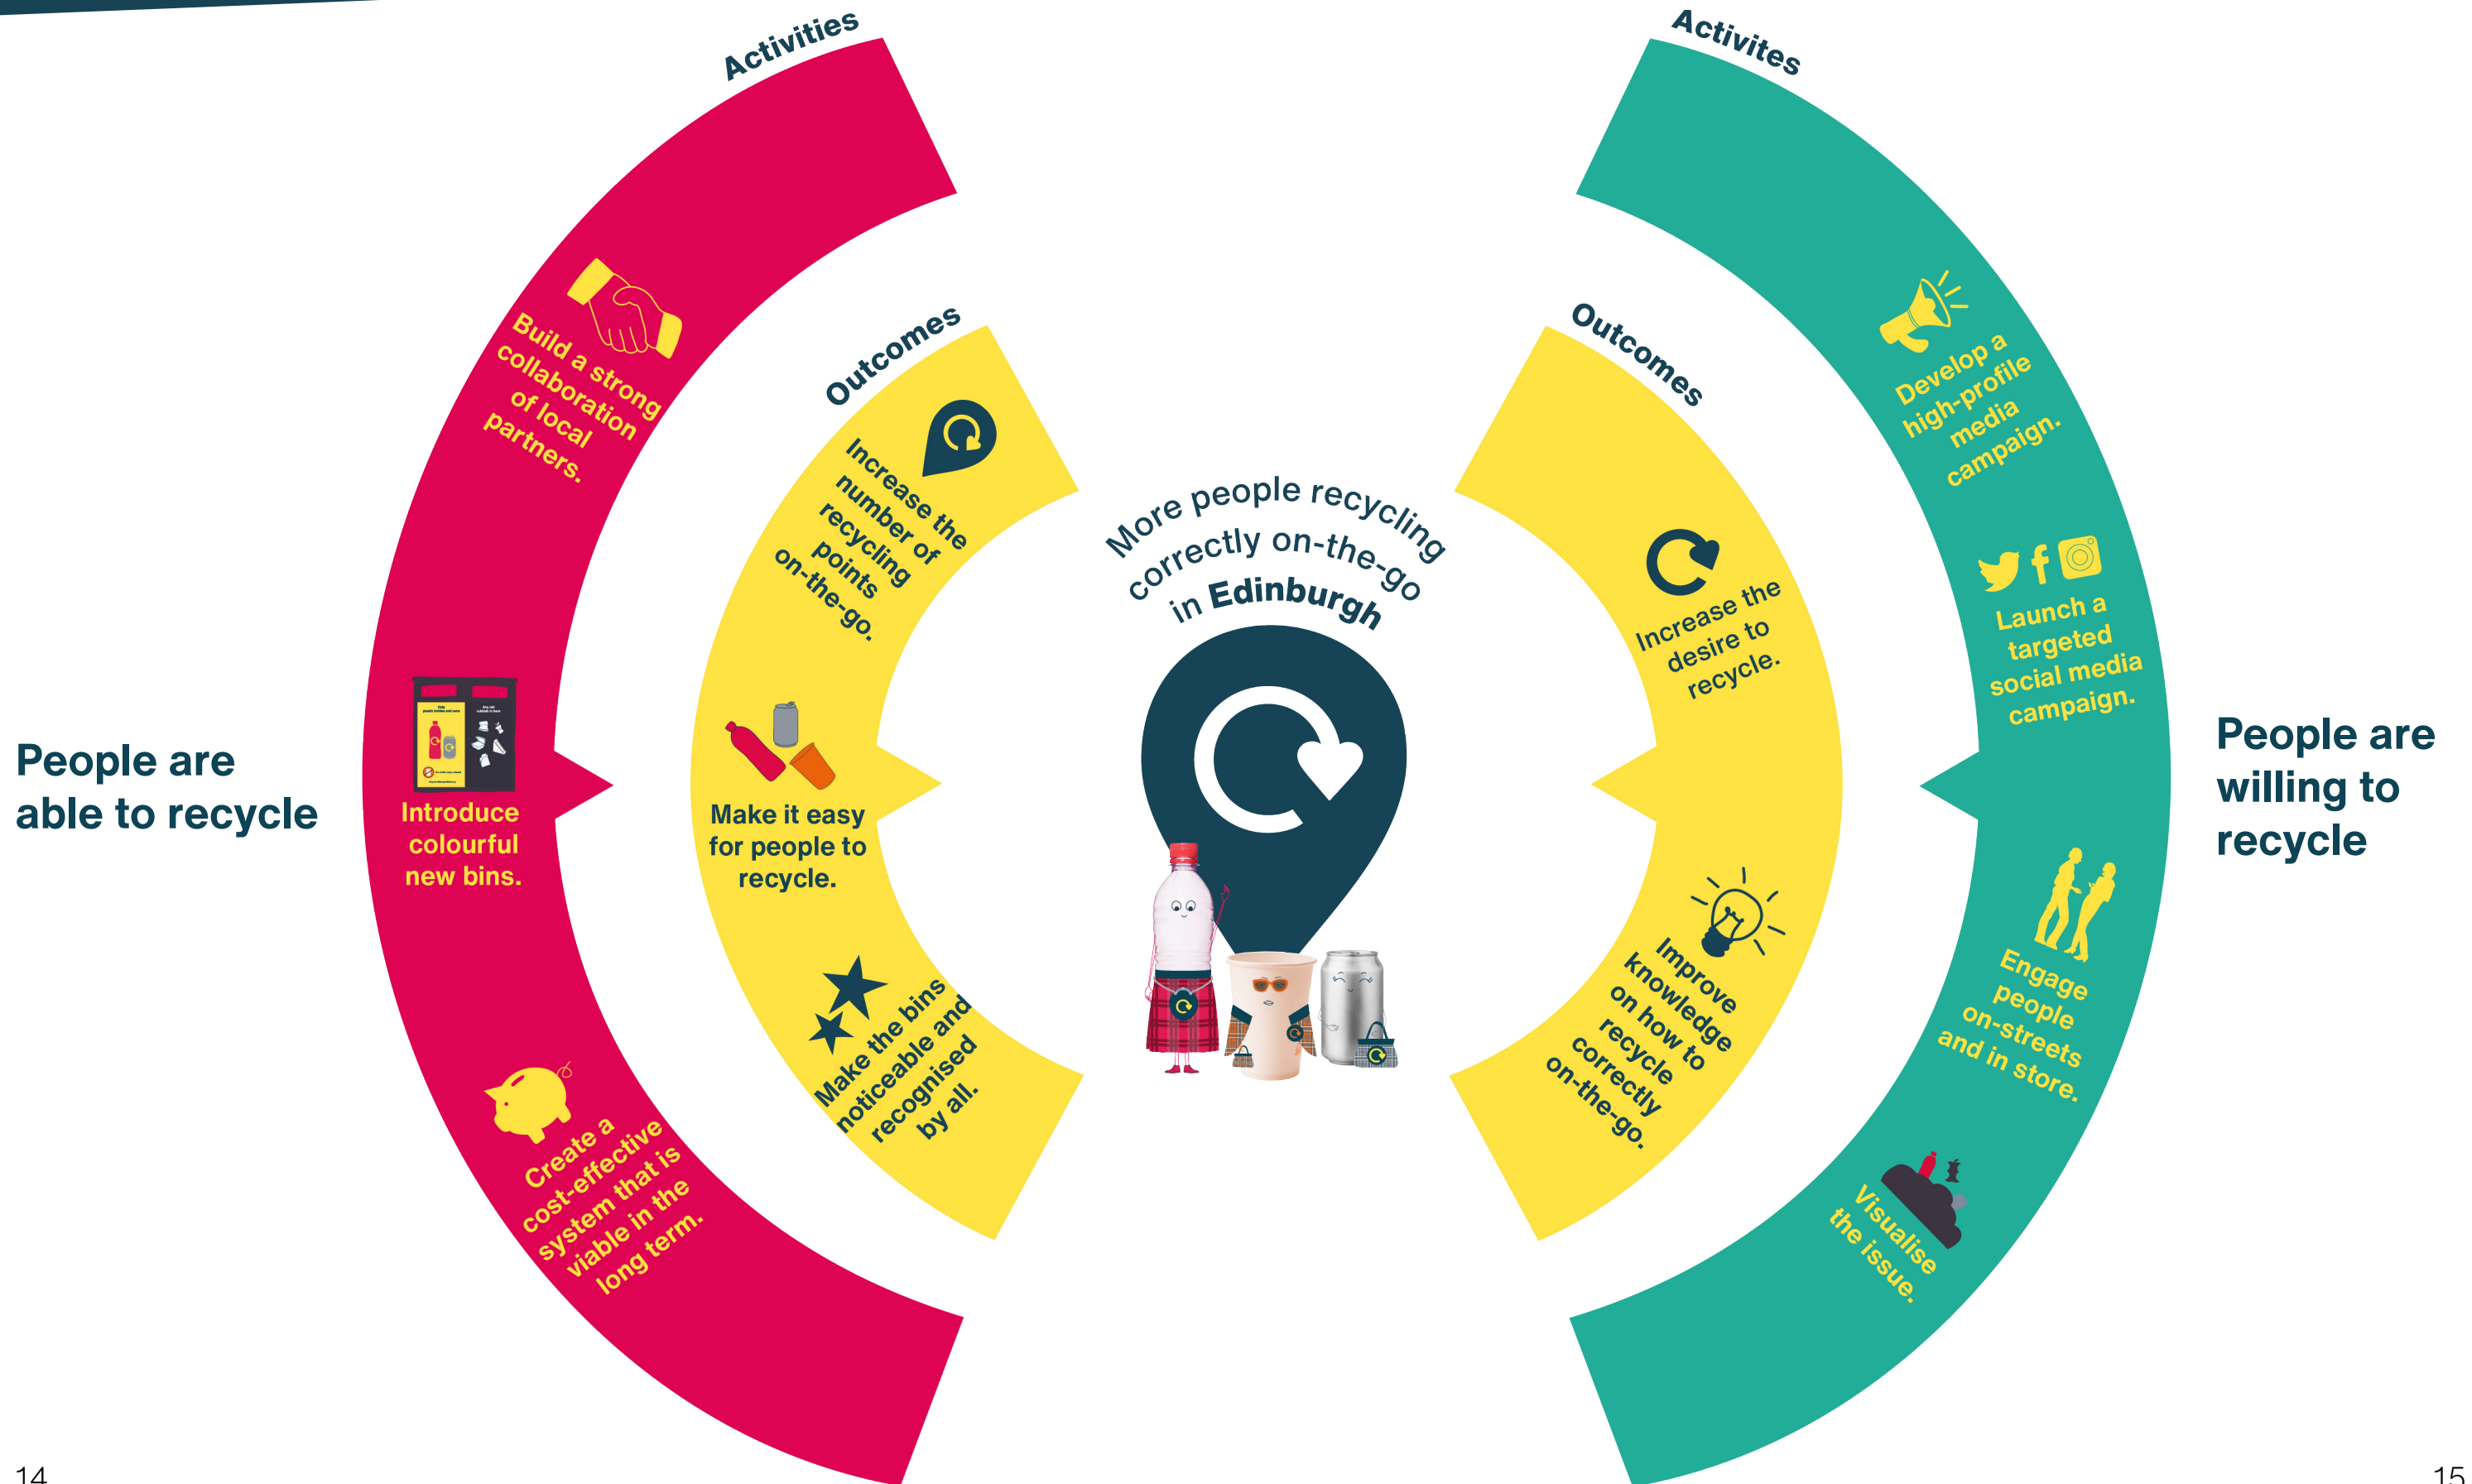 People are
able to recycle
Activities
Build a strong
collaboration
of local
partners.
Introduce
colourful
new bins.
Create a
cost-effective
system that is
viable in the
long term.
Outcomes
Increase the
number of
recycling
points
on-the-go.
Make it easy
for people to
recycle.
Make the bins
noticeable and
recognised
by all.
More people recycling
correctly on-the-go
in Edinburgh
Outcomes
Increase the
desire to
recycle.
Improve
knowledge
on how to
recycle
correctly
on-the-go.
Activites
Develop a
high-profile
media
campaign.
Launch a
targeted
social media
campaign.
Engage
people
on-streets
and in store.
Visualise
the issue.
People are
willing to
recycle
14
15